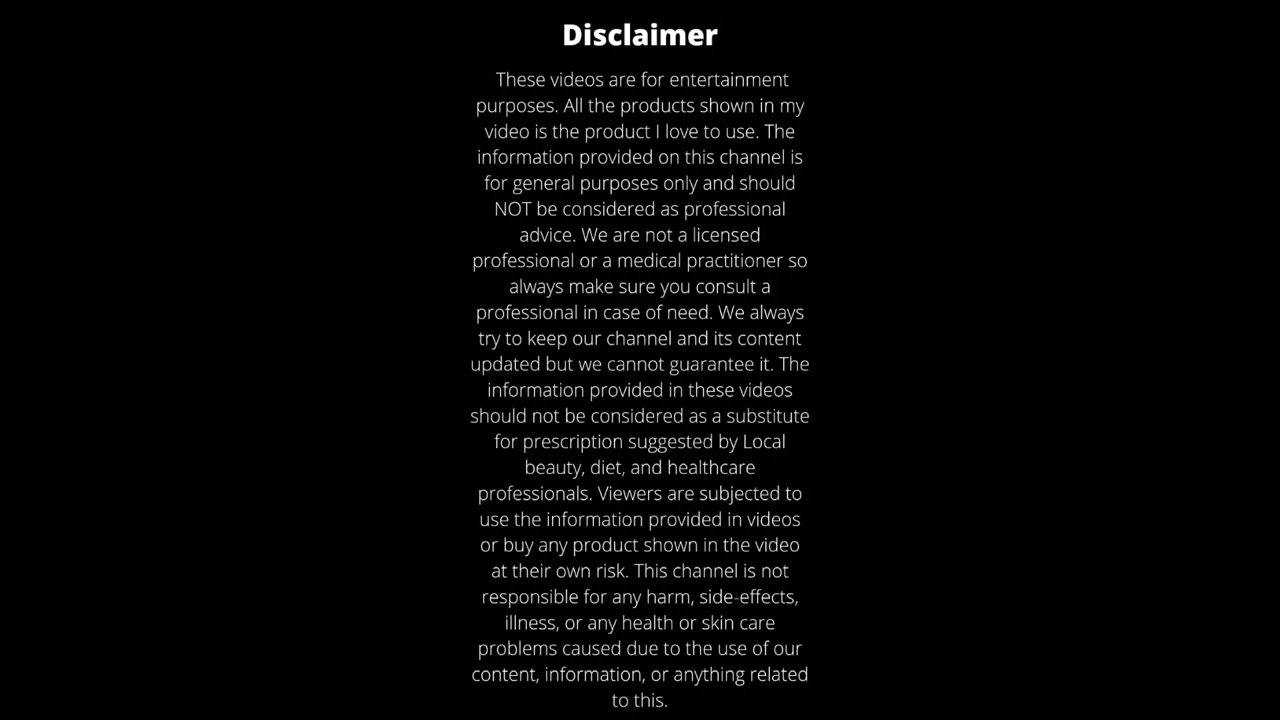 Disclaimer
These videos are for entertainment
purposes. All the products shown in my
video is the product I love to use. The
information provided on this channel is
for general purposes only and should
NOT be considered as professional
advice. We are not a licensed
professional or a medical practitioner so
always make sure you consult a
professional in case of need. We always
try to keep our channel and its content
updated but we cannot guarantee it. The
information provided in these videos
should not be considered as a substitute
for prescription suggested by Local
beauty, diet, and healthcare
professionals. Viewers are subjected to
use the information provided in videos
or buy any product shown in the video
at their own risk. This channel is not
responsible for any harm, side-effects,
illness, or any health or skin care
problems caused due to the use of our
content, information, or anything related
to this.